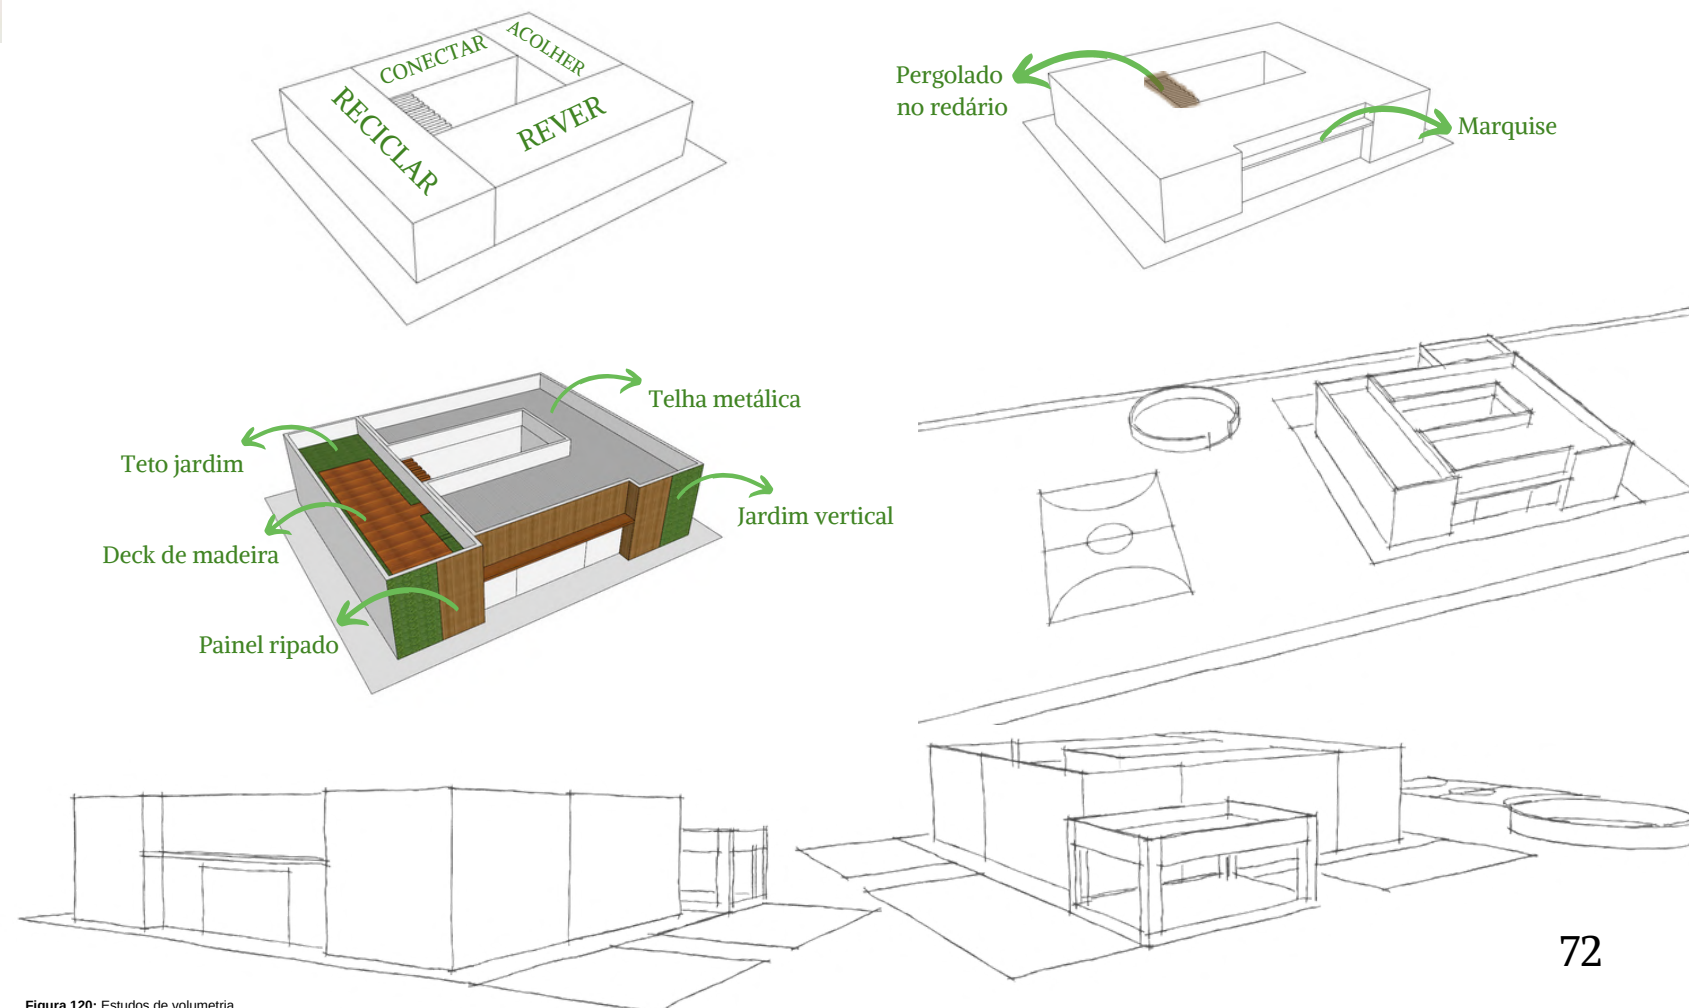 CONECTAR
ACOLHER
RECICLAR
REVER
Pergolado
no redário
Marquise
Telha metálica
Teto jardim
Jardim vertical
Deck de madeira
Painel ripado
72
Figura 120: Estudos de volumetria